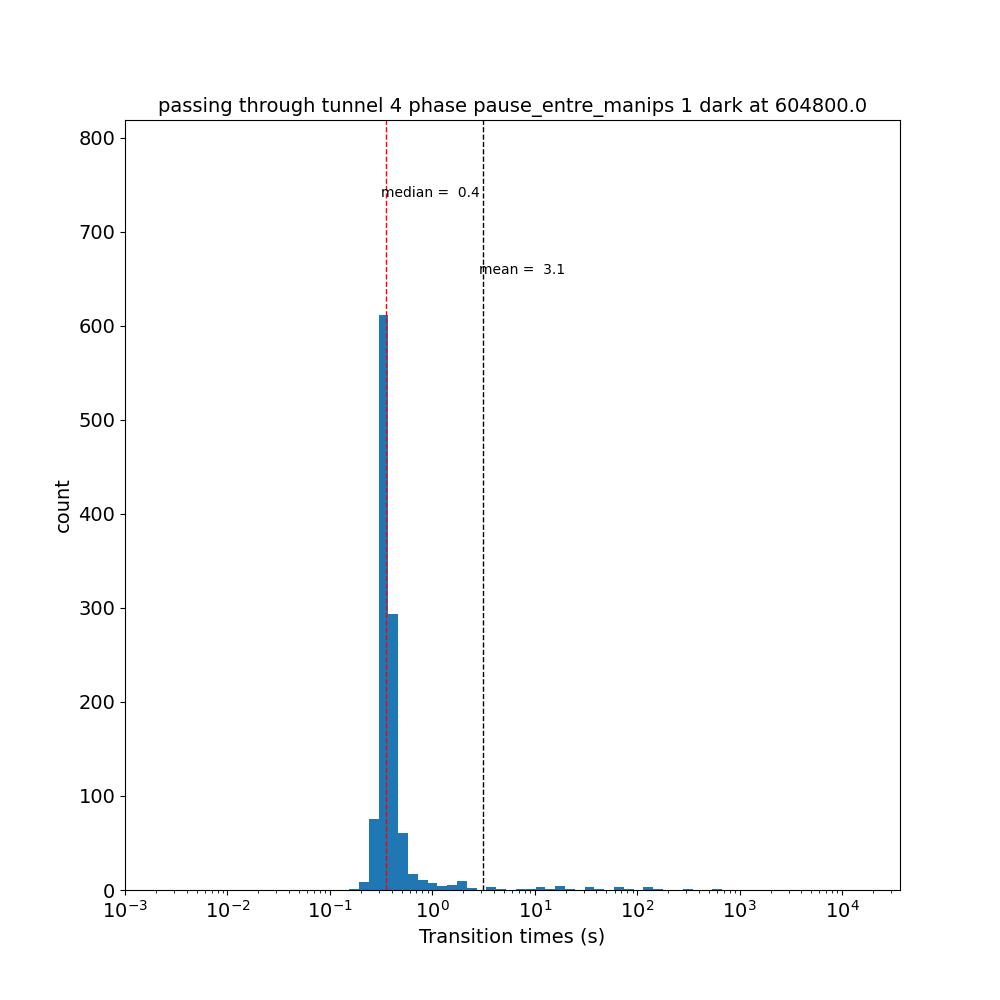 passing through tunnel 4 phase pause_entre_manips 1 dark at 604800.0
800
median =  0.4
700
mean =  3.1
600
500
count
400
300
200
100
0
10⁻³ 10⁻² 10⁻¹ 10⁰ 10¹ 10² 10³ 10⁴
Transition times (s)